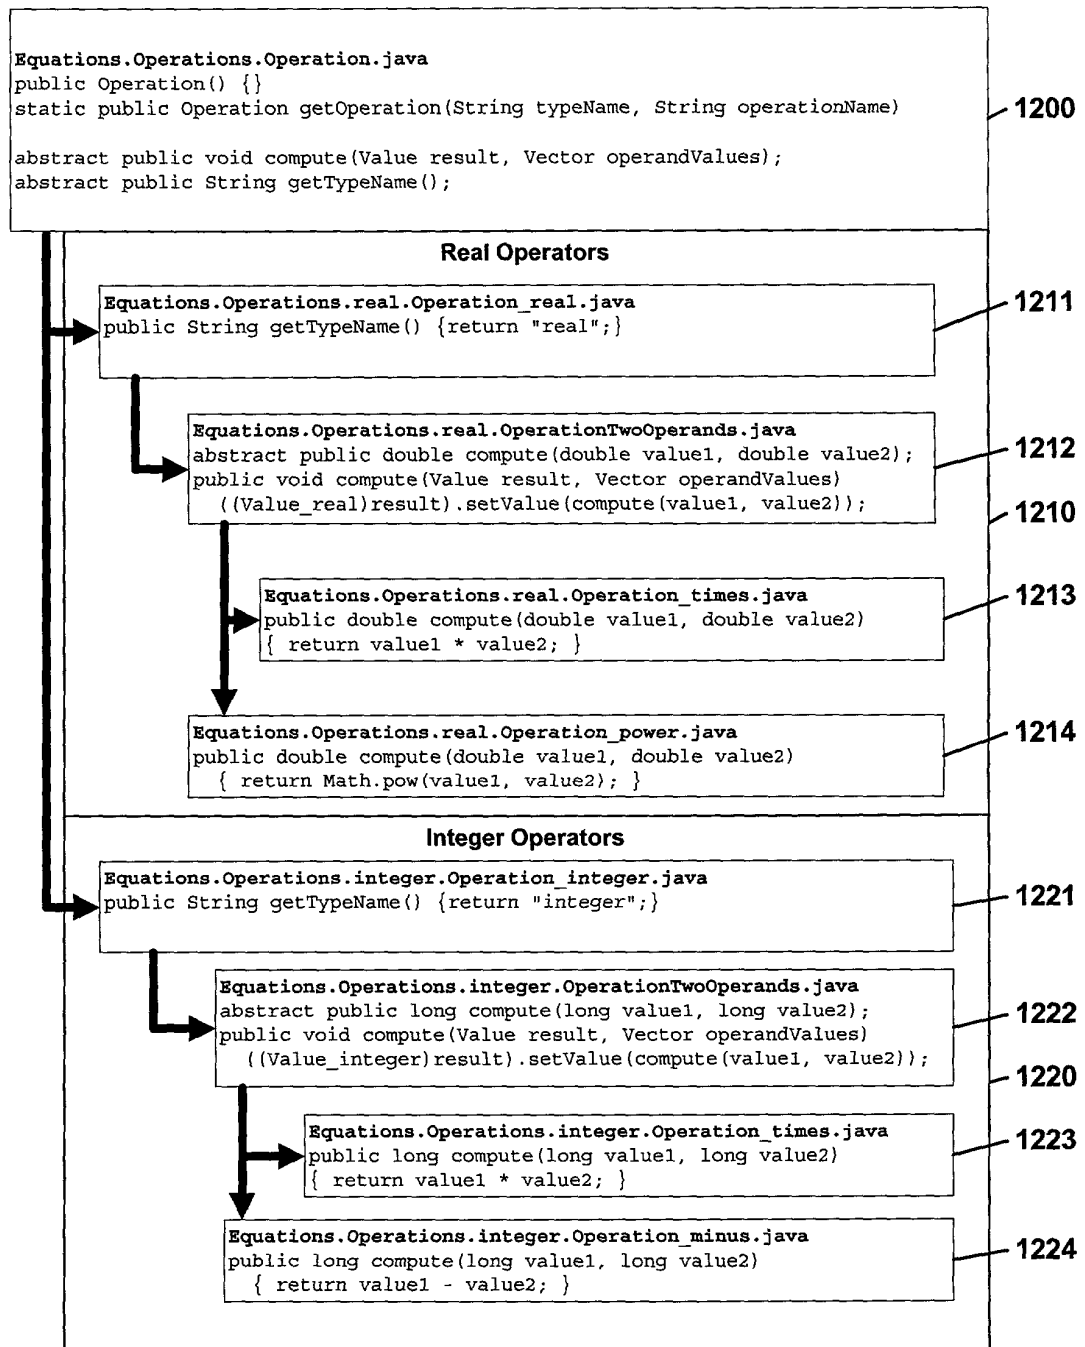 Equations.Operations.Operation.java
public Operation() {}
static public Operation getOperation(String typeName, String operationName)
1200
abstract public void compute(Value result, Vector operandValues);
abstract public String getTypeName();
Real Operators
Equations.Operations.real.Operation_real.java
public String getTypeName() {return "real";}
1211
Equations.Operations.real.OperationTwoOperands.java
abstract public double compute(double value1, double value2);
public void compute(Value result, Vector operandValues)
((Value_real)result).setValue(compute(value1, value2));
1212
1210
Equations.Operations.real.Operation_times.java
public double compute(double value1, double value2)
{ return value1 * value2; }
1213
Equations.Operations.real.Operation_power.java
public double compute(double value1, double value2)
{ return Math.pow(value1, value2); }
1214
Integer Operators
Equations.Operations.integer.Operation_integer.java
public String getTypeName() {return "integer";}
1221
Equations.Operations.integer.OperationTwoOperands.java
abstract public long compute(long value1, long value2);
public void compute(Value result, Vector operandValues)
((Value_integer)result).setValue(compute(value1, value2));
1222
1220
Equations.Operations.integer.Operation_times.java
public long compute(long value1, long value2)
{ return value1 * value2; }
1223
Equations.Operations.integer.Operation_minus.java
public long compute(long value1, long value2)
{ return value1 - value2; }
1224